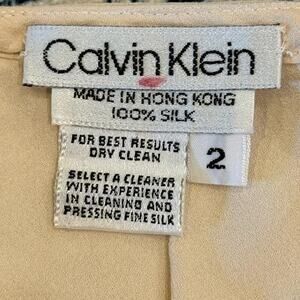 Calvin Klein
MADE IN HONG KONG
100% SILK
FOR BEST RESULTS
DRY CLEAN
2
SELECT A CLEANER
WITH EXPERIENCE
IN CLEANING AND
PRESSING FINE SILK